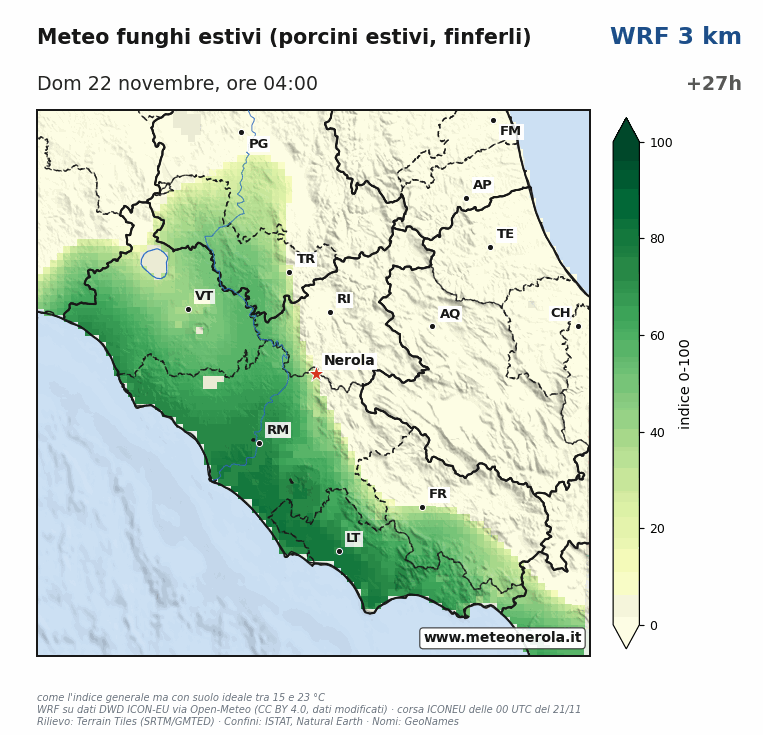 Meteo funghi estivi (porcini estivi, finferli)
WRF 3 km
Dom 22 novembre, ore 04:00
+27h
FM
PG
AP
TE
TR
VT
RI
AQ
CH
Nerola
RM
FR
LT
www.meteonerola.it
100
80
60
40
20
0
indice 0-100
come l'indice generale ma con suolo ideale tra 15 e 23 °C
WRF su dati DWD ICON-EU via Open-Meteo (CC BY 4.0, dati modificati) · corsa ICONEU delle 00 UTC del 21/11
Rilievo: Terrain Tiles (SRTM/GMTED) · Confini: ISTAT, Natural Earth · Nomi: GeoNames